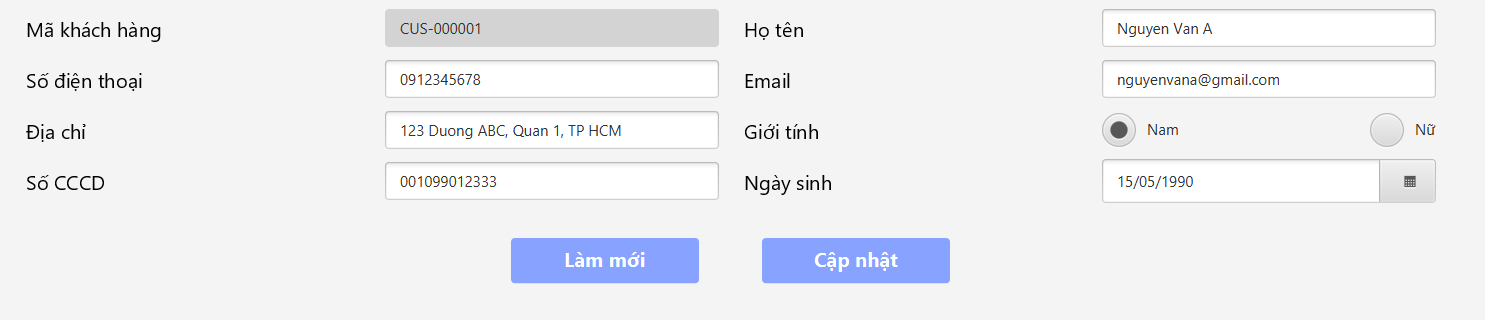 Mã khách hàng CUS-000001 Họ tên Nguyen Van A
Số điện thoại 0912345678 Email nguyenvana@gmail.com
Địa chỉ 123 Duong ABC, Quan 1, TP HCM Giới tính Nam Nữ
Số CCCD 001099012333 Ngày sinh 15/05/1990
Làm mới Cập nhật